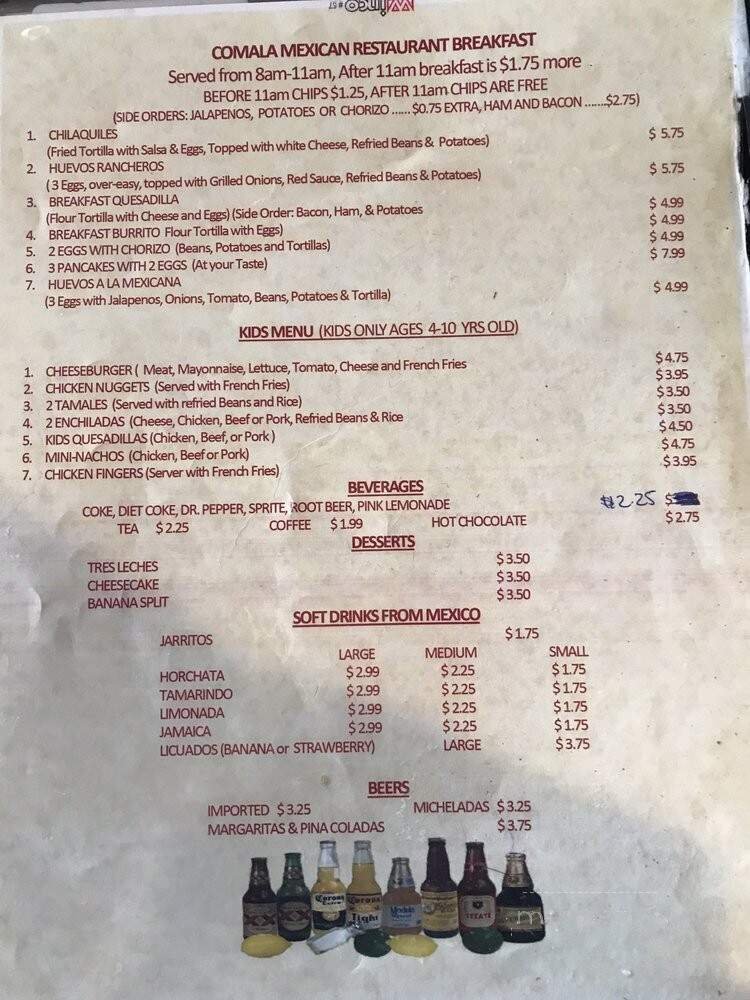 Winco #57
COMALA MEXICAN RESTAURANT BREAKFAST
Served from 8am-11am, After 11am breakfast is $1.75 more
BEFORE 11am CHIPS $1.25, AFTER 11am CHIPS ARE FREE
(SIDE ORDERS: JALAPENOS, POTATOES OR CHORIZO ...... $0.75 EXTRA, HAM AND BACON .......$2.75)
1. CHILAQUILES $ 5.75
(Fried Tortilla with Salsa & Eggs, Topped with white Cheese, Refried Beans & Potatoes)
2. HUEVOS RANCHEROS $ 5.75
( 3 Eggs, over-easy, topped with Grilled Onions, Red Sauce, Refried Beans & Potatoes)
3. BREAKFAST QUESADILLA $ 4.99
(Flour Tortilla with Cheese and Eggs) (Side Order: Bacon, Ham, & Potatoes $ 4.99
4. BREAKFAST BURRITO Flour Tortilla with Eggs) $ 4.99
5. 2 EGGS WITH CHORIZO (Beans, Potatoes and Tortillas) $ 7.99
6. 3 PANCAKES WITH 2 EGGS (At your Taste)
7. HUEVOS A LA MEXICANA $ 4.99
(3 Eggs with Jalapenos, Onions, Tomato, Beans, Potatoes & Tortilla)
KIDS MENU (KIDS ONLY AGES 4-10 YRS OLD)
1. CHEESEBURGER ( Meat, Mayonnaise, Lettuce, Tomato, Cheese and French Fries $ 4.75
2. CHICKEN NUGGETS (Served with French Fries) $ 3.95
3. 2 TAMALES (Served with refried Beans and Rice) $ 3.50
4. 2 ENCHILADAS (Cheese, Chicken, Beef or Pork, Refried Beans & Rice $ 3.50
5. KIDS QUESADILLAS (Chicken, Beef, or Pork ) $ 4.50
6. MINI-NACHOS (Chicken, Beef or Pork) $ 4.75
7. CHICKEN FINGERS (Server with French Fries) $ 3.95
BEVERAGES
COKE, DIET COKE, DR. PEPPER, SPRITE, ROOT BEER, PINK LEMONADE $2.25 $
TEA $ 2.25 COFFEE $ 1.99 HOT CHOCOLATE $ 2.75
DESSERTS
TRES LECHES $ 3.50
CHEESECAKE $ 3.50
BANANA SPLIT $ 3.50
SOFT DRINKS FROM MEXICO
JARRITOS $ 1.75
LARGE MEDIUM SMALL
HORCHATA $ 2.99 $ 2.25 $ 1.75
TAMARINDO $ 2.99 $ 2.25 $ 1.75
LIMONADA $ 2.99 $ 2.25 $ 1.75
JAMAICA $ 2.99 $ 2.25 $ 1.75
LICUADOS (BANANA or STRAWBERRY) LARGE $ 3.75
BEERS
IMPORTED $ 3.25 MICHELADAS $ 3.25
MARGARITAS & PINA COLADAS $ 3.75
XX
XX
Corona
Extra
Corona
Light
Modelo
TECATE